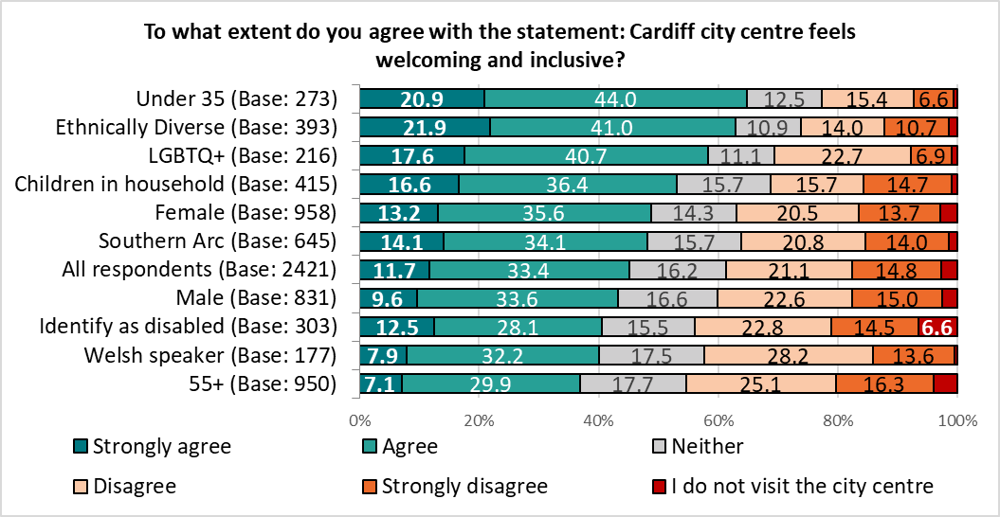 To what extent do you agree with the statement: Cardiff city centre feels
welcoming and inclusive?
Under 35 (Base: 273) 20.9 44.0 12.5 15.4 6.6
Ethnically Diverse (Base: 393) 21.9 41.0 10.9 14.0 10.7
LGBTQ+ (Base: 216) 17.6 40.7 11.1 22.7 6.9
Children in household (Base: 415) 16.6 36.4 15.7 15.7 14.7
Female (Base: 958) 13.2 35.6 14.3 20.5 13.7
Southern Arc (Base: 645) 14.1 34.1 15.7 20.8 14.0
All respondents (Base: 2421) 11.7 33.4 16.2 21.1 14.8
Male (Base: 831) 9.6 33.6 16.6 22.6 15.0
Identify as disabled (Base: 303) 12.5 28.1 15.5 22.8 14.5 6.6
Welsh speaker (Base: 177) 7.9 32.2 17.5 28.2 13.6
55+ (Base: 950) 7.1 29.9 17.7 25.1 16.3
0% 20% 40% 60% 80% 100%
Strongly agree Agree Neither
Disagree Strongly disagree I do not visit the city centre